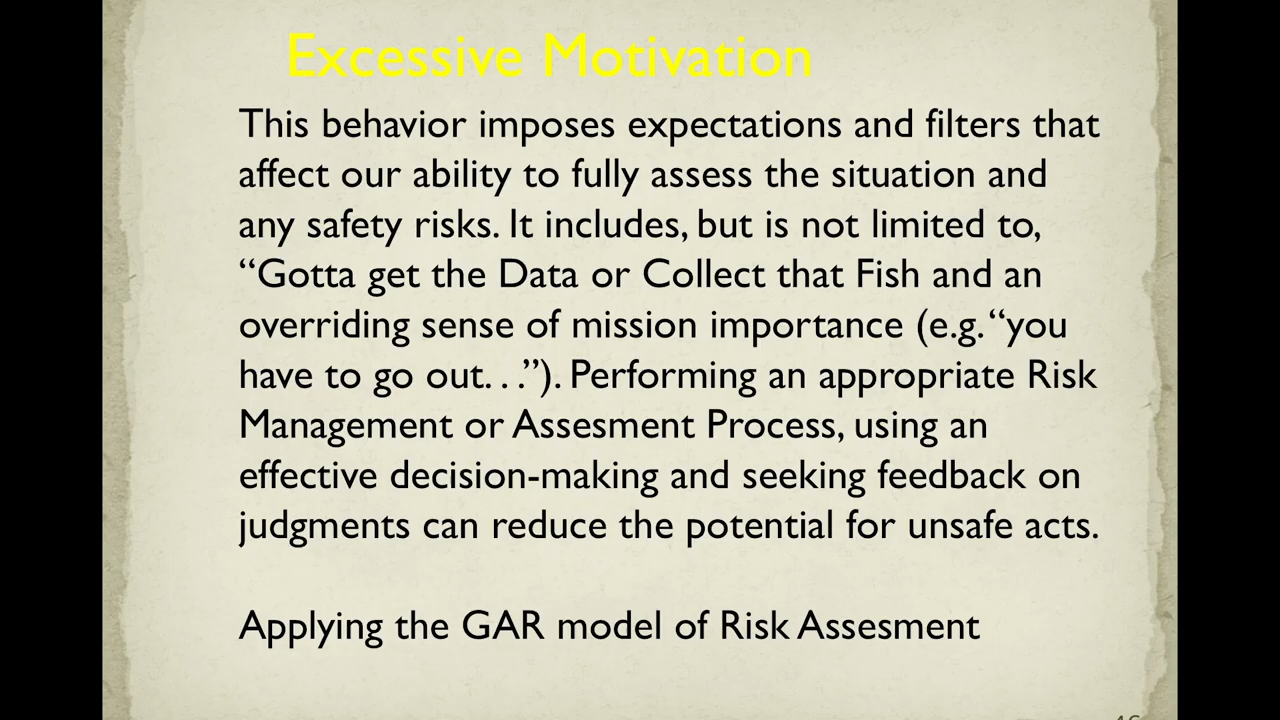 Excessive Motivation
This behavior imposes expectations and filters that
affect our ability to fully assess the situation and
any safety risks. It includes, but is not limited to,
“Gotta get the Data or Collect that Fish and an
overriding sense of mission importance (e.g. “you
have to go out. . .”). Performing an appropriate Risk
Management or Assesment Process, using an
effective decision-making and seeking feedback on
judgments can reduce the potential for unsafe acts.
Applying the GAR model of Risk Assesment